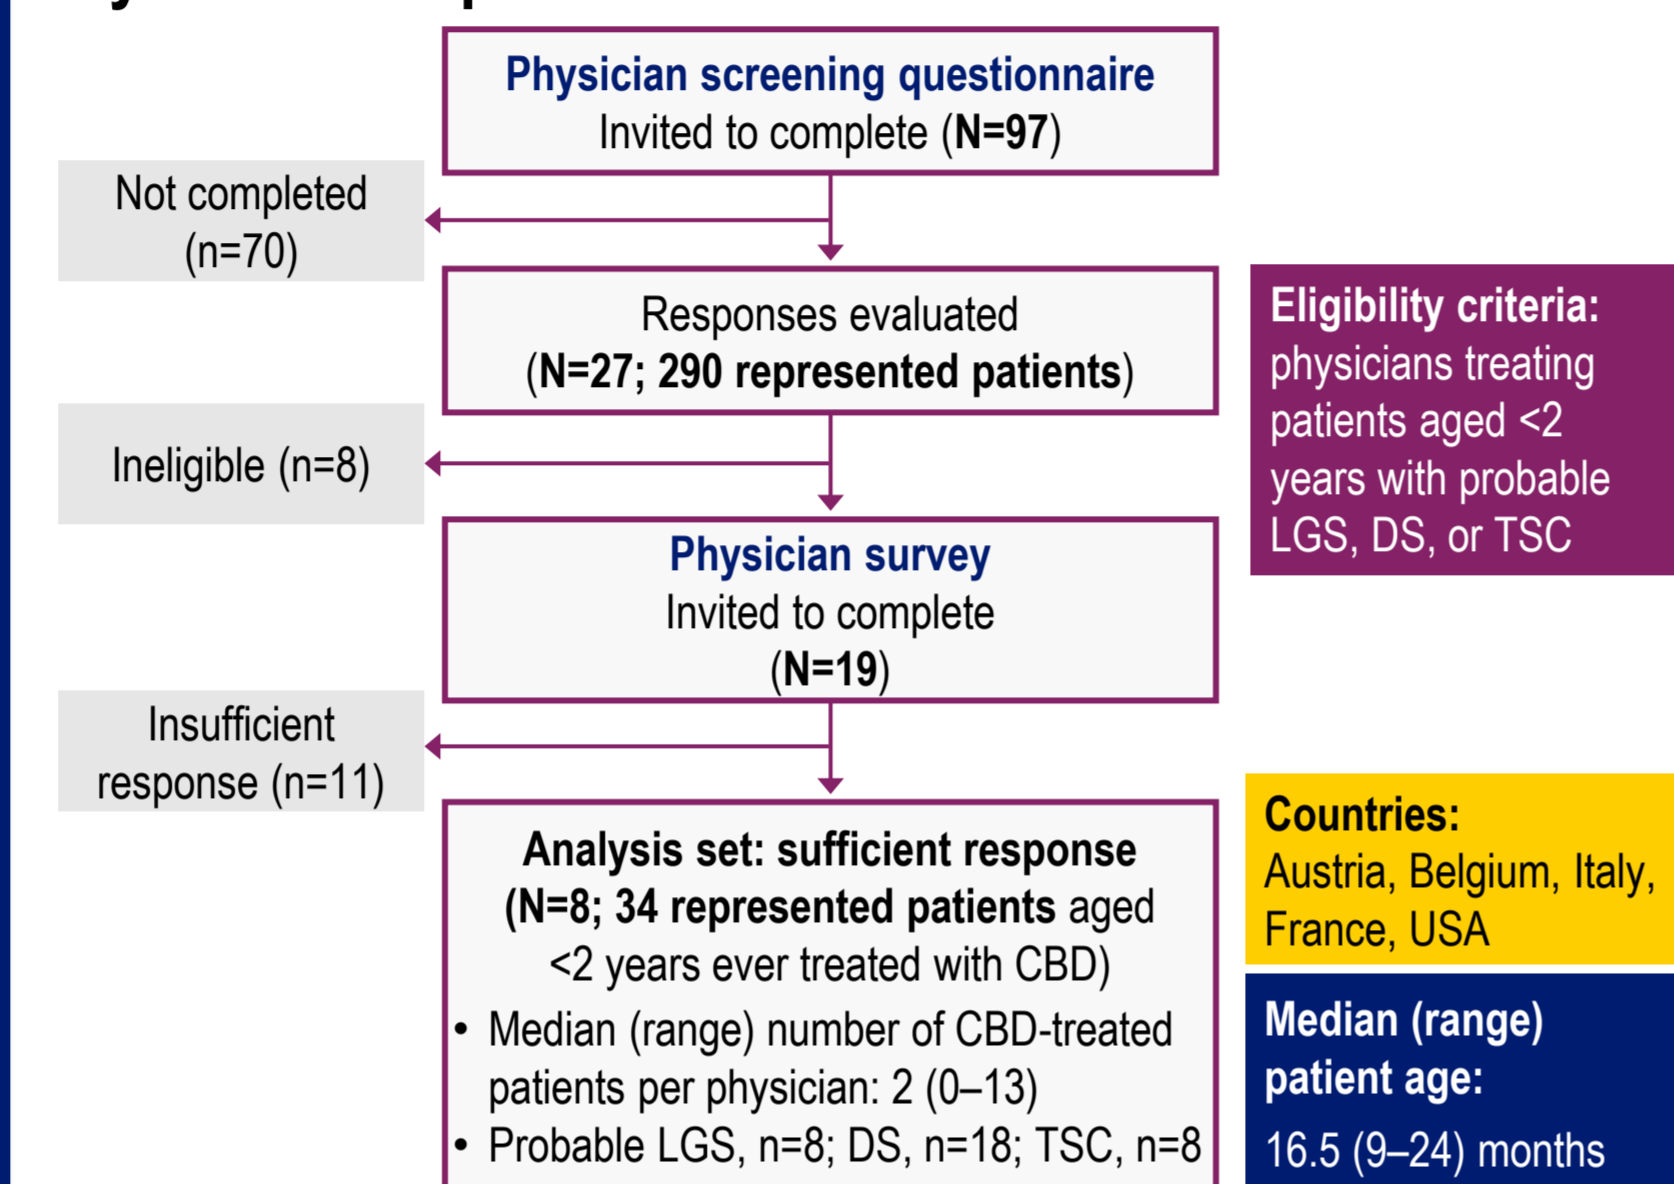 Physician screening questionnaire
Invited to complete (N=97)
Not completed
(n=70)
Responses evaluated
(N=27; 290 represented patients)
Eligibility criteria:
physicians treating
patients aged <2
years with probable
LGS, DS, or TSC
Ineligible (n=8)
Physician survey
Invited to complete
(N=19)
Insufficient
response (n=11)
Analysis set: sufficient response
(N=8; 34 represented patients aged
<2 years ever treated with CBD)
• Median (range) number of CBD-treated
patients per physician: 2 (0–13)
• Probable LGS, n=8; DS, n=18; TSC, n=8
Countries:
Austria, Belgium, Italy,
France, USA
Median (range)
patient age:
16.5 (9–24) months